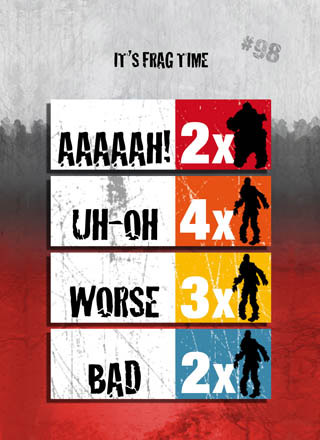 #98
IT'S FRAG TIME
AAAAAH! 2x
UH-OH 4x
WORSE 3x
BAD 2x